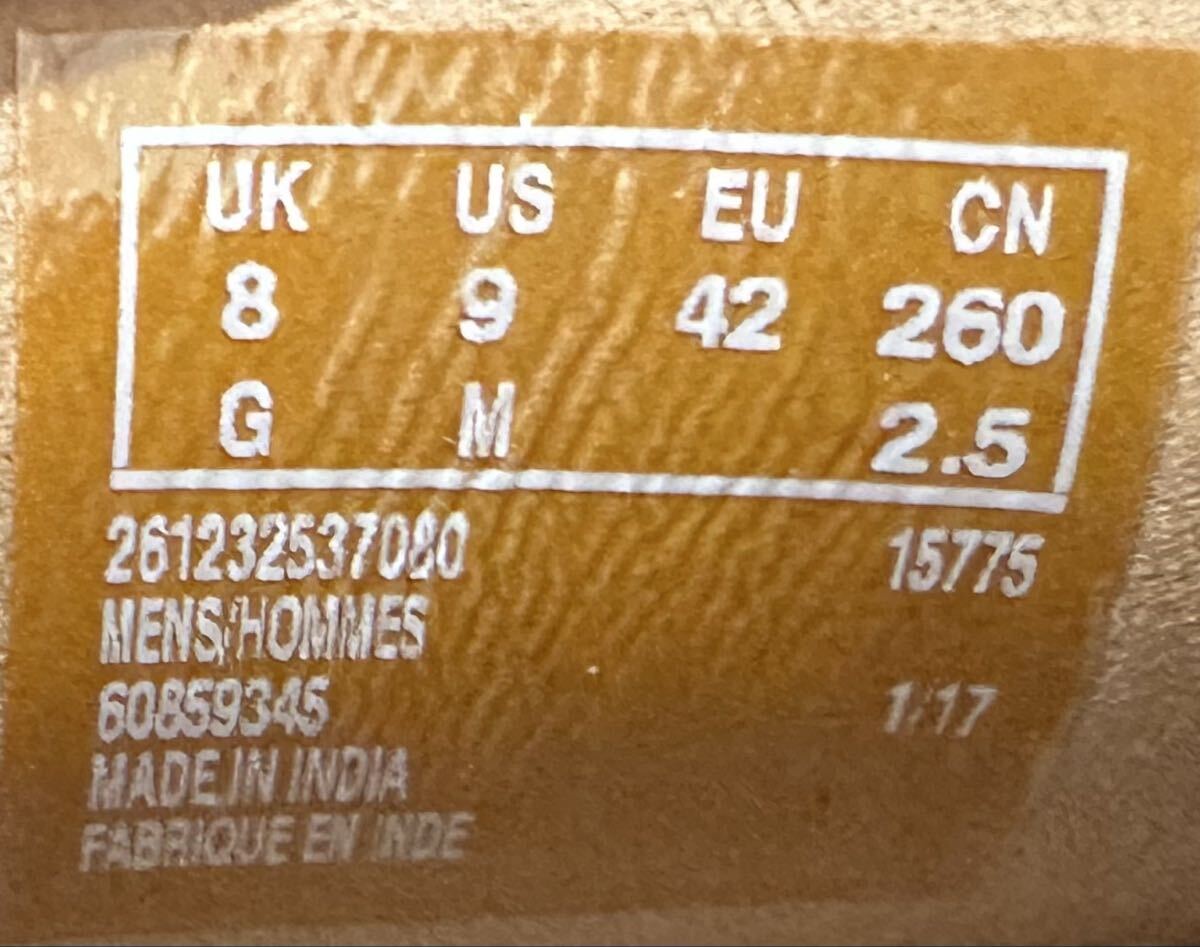 UK US EU CN
8 9 42 260
G M 2.5
261232537080 15775
MENS/HOMMES
60859345 1/17
MADE IN INDIA
FABRIQUE EN INDE